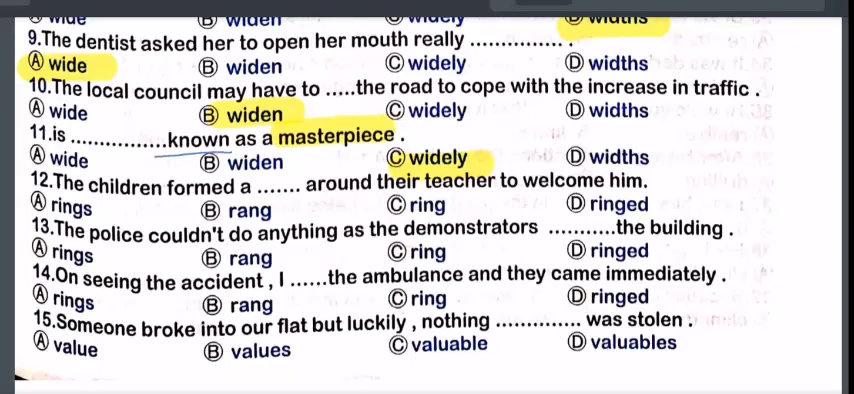 Ⓐ wide Ⓑ widen Ⓒ widely Ⓓ widths
9.The dentist asked her to open her mouth really ............... .
Ⓐ wide Ⓑ widen Ⓒ widely Ⓓ widths
10.The local council may have to .....the road to cope with the increase in traffic .
Ⓐ wide Ⓑ widen Ⓒ widely Ⓓ widths
11.is ................known as a masterpiece .
Ⓐ wide Ⓑ widen Ⓒ widely Ⓓ widths
12.The children formed a ....... around their teacher to welcome him.
Ⓐ rings Ⓑ rang Ⓒ ring Ⓓ ringed
13.The police couldn't do anything as the demonstrators ...........the building .
Ⓐ rings Ⓑ rang Ⓒ ring Ⓓ ringed
14.On seeing the accident , I ......the ambulance and they came immediately .
Ⓐ rings Ⓑ rang Ⓒ ring Ⓓ ringed
15.Someone broke into our flat but luckily , nothing .............. was stolen .
Ⓐ value Ⓑ values Ⓒ valuable Ⓓ valuables